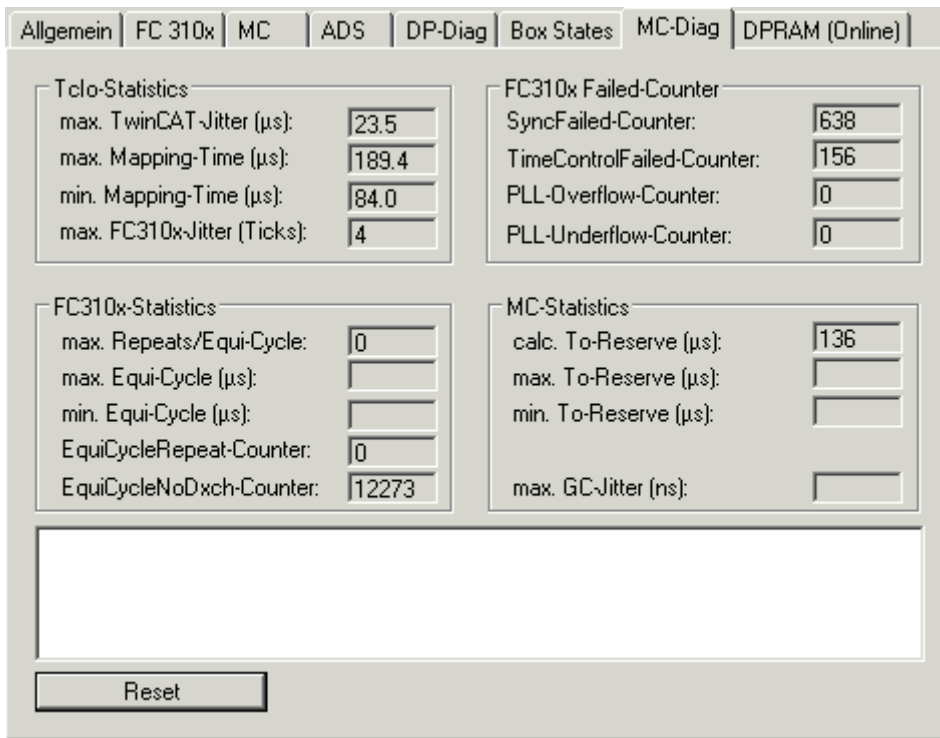 Allgemein FC 310x MC ADS DP-Diag Box States MC-Diag DPRAM (Online)
TcIo-Statistics
max. TwinCAT-Jitter (µs): 23.5
max. Mapping-Time (µs): 189.4
min. Mapping-Time (µs): 84.0
max. FC310x-Jitter (Ticks): 4
FC310x Failed-Counter
SyncFailed-Counter: 638
TimeControlFailed-Counter: 156
PLL-Overflow-Counter: 0
PLL-Underflow-Counter: 0
FC310x-Statistics
max. Repeats/Equi-Cycle: 0
max. Equi-Cycle (µs):
min. Equi-Cycle (µs):
EquiCycleRepeat-Counter: 0
EquiCycleNoDxch-Counter: 12273
MC-Statistics
calc. To-Reserve (µs): 136
max. To-Reserve (µs):
min. To-Reserve (µs):
max. GC-Jitter (ns):
Reset